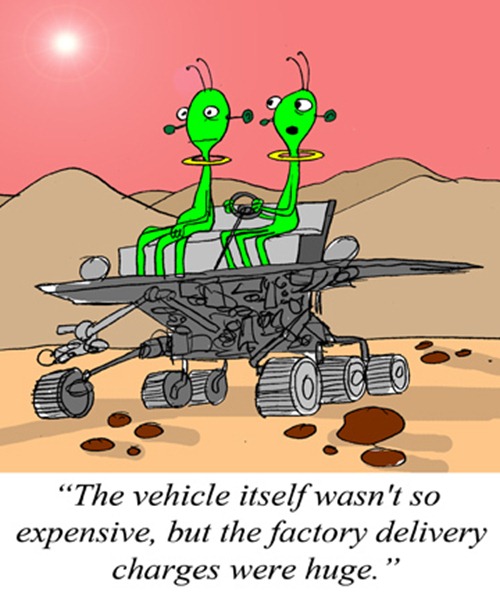 “The vehicle itself wasn't so
expensive, but the factory delivery
charges were huge.”